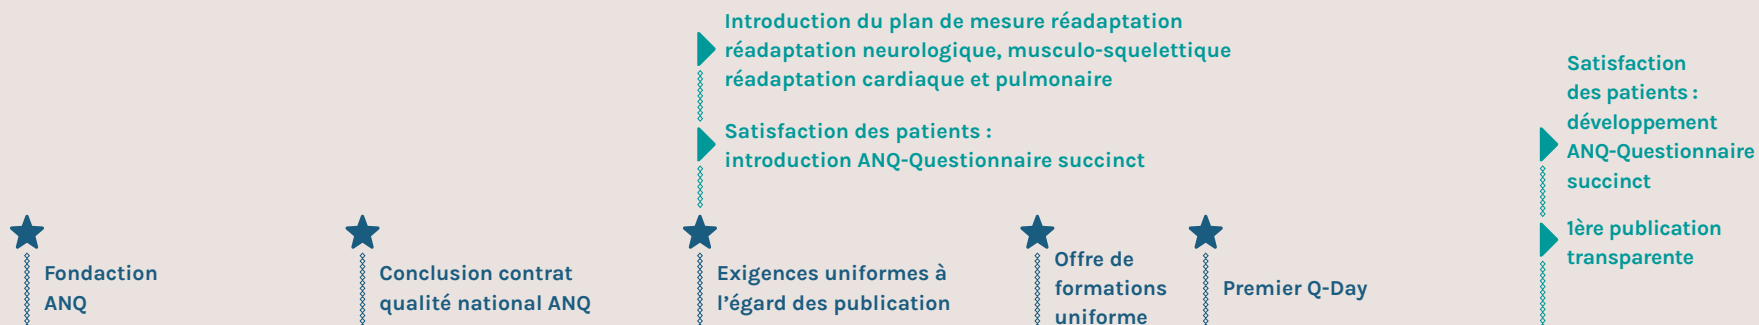 Introduction du plan de mesure réadaptation
réadaptation neurologique, musculo-squelettique
réadaptation cardiaque et pulmonaire
Satisfaction des patients :
introduction ANQ-Questionnaire succinct
Satisfaction
des patients :
développement
ANQ-Questionnaire
succinct
1ère publication
transparente
Fondaction
ANQ
Conclusion contrat
qualité national ANQ
Exigences uniformes à
l'égard des publication
Offre de
formations
uniforme
Premier Q-Day